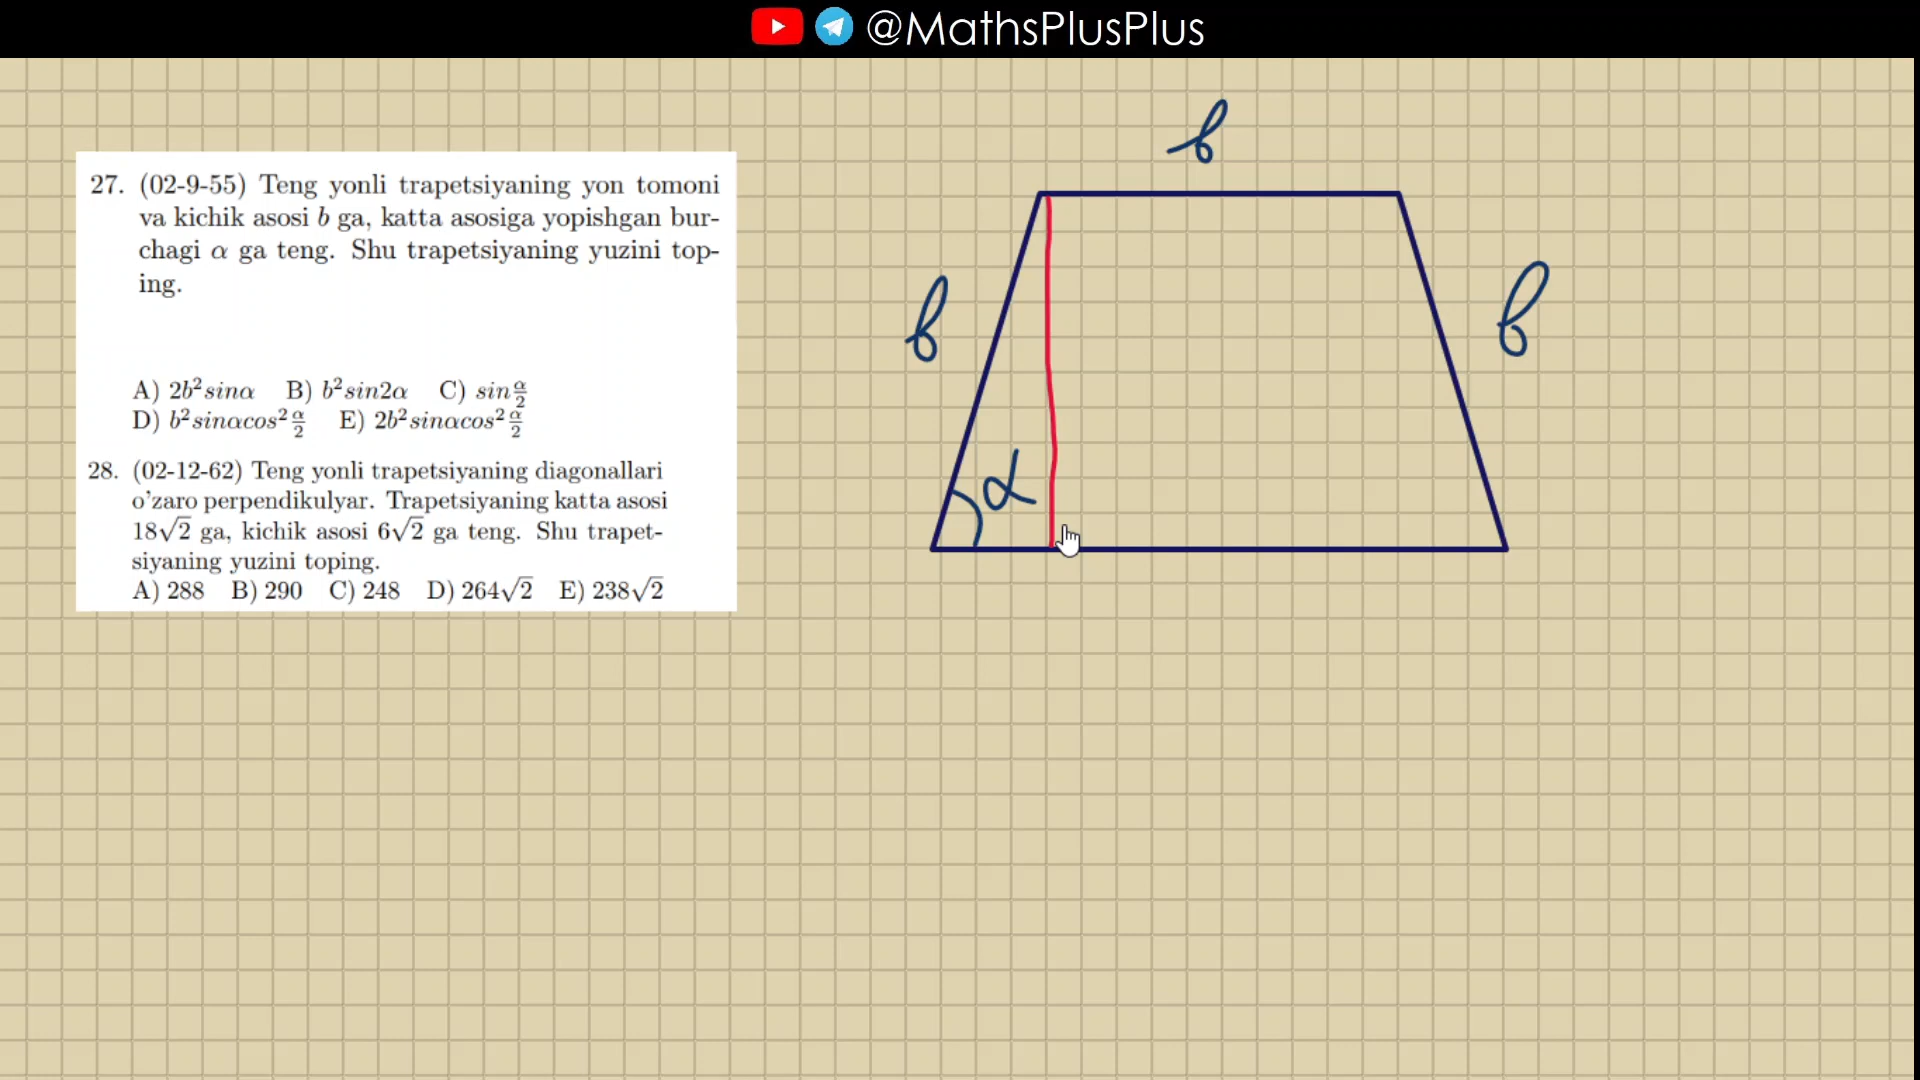 @MathsPlusPlus
27. (02-9-55) Teng yonli trapetsiyaning yon tomoni
va kichik asosi b ga, katta asosiga yopishgan bur-
chagi α ga teng. Shu trapetsiyaning yuzini top-
ing.
A) 2b²sinα B) b²sin2α C) sin α/2
D) b²sinαcos² α/2 E) 2b²sinαcos² α/2
28. (02-12-62) Teng yonli trapetsiyaning diagonallari
o'zaro perpendikulyar. Trapetsiyaning katta asosi
18√2 ga, kichik asosi 6√2 ga teng. Shu trapet-
siyaning yuzini toping.
A) 288 B) 290 C) 248 D) 264√2 E) 238√2
b
b
b
α